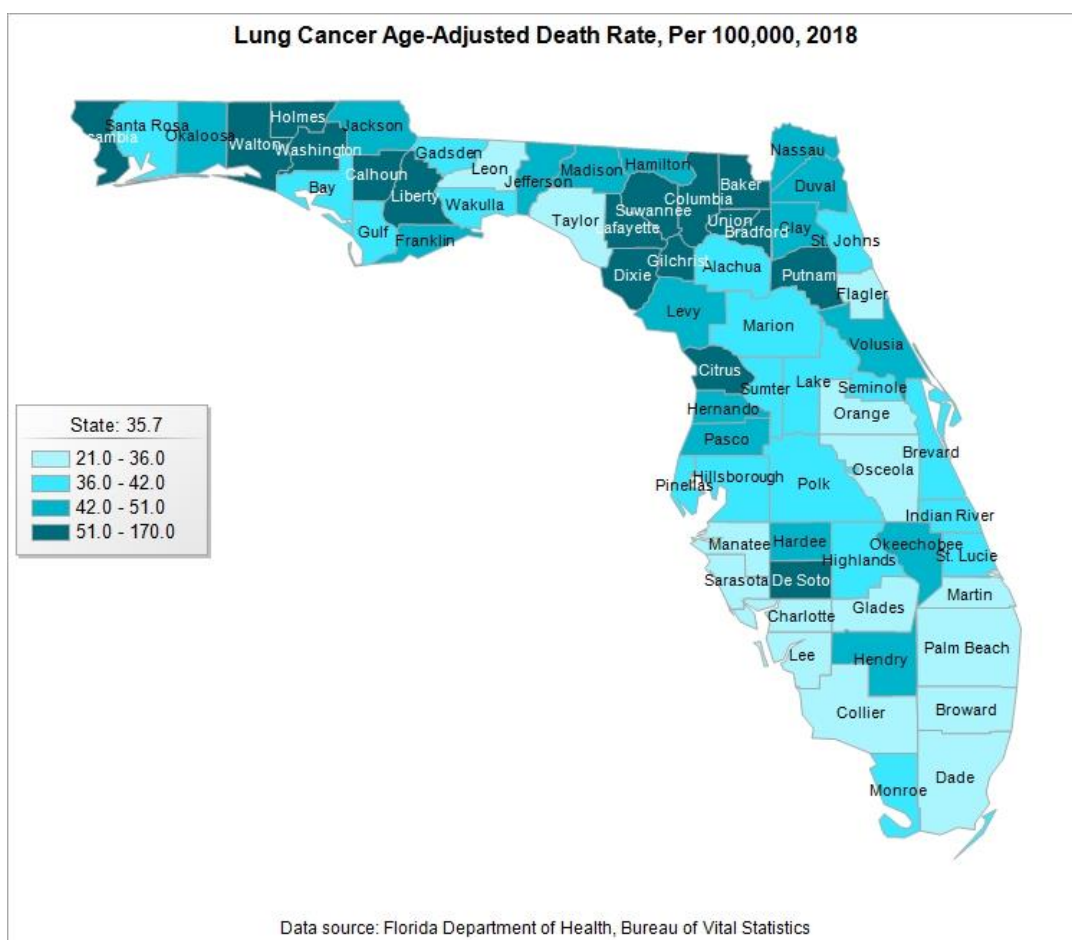 Lung Cancer Age-Adjusted Death Rate, Per 100,000, 2018
Holmes
Santa Rosa
Okaloosa
Jackson
Walton
Washington
Gadsden
Calhoun
Leon
Bay
Liberty
Jefferson
Madison
Hamilton
Wakulla
Gulf
Franklin
Taylor
Suwannee
Columbia
Lafayette
Baker
Union
Bradford
Nassau
Duval
Clay
St. Johns
Dixie
Gilchrist
Alachua
Putnam
Flagler
Levy
Marion
Volusia
Citrus
Sumter
Lake
Seminole
Hernando
Orange
Pasco
Brevard
Osceola
Pinellas
Hillsborough
Polk
Indian River
Manatee
Hardee
Okeechobee
Highlands
St. Lucie
Sarasota
De Soto
Martin
Charlotte
Glades
Lee
Hendry
Palm Beach
Collier
Broward
Dade
Monroe
State: 35.7
21.0 - 36.0
36.0 - 42.0
42.0 - 51.0
51.0 - 170.0
Data source: Florida Department of Health, Bureau of Vital Statistics